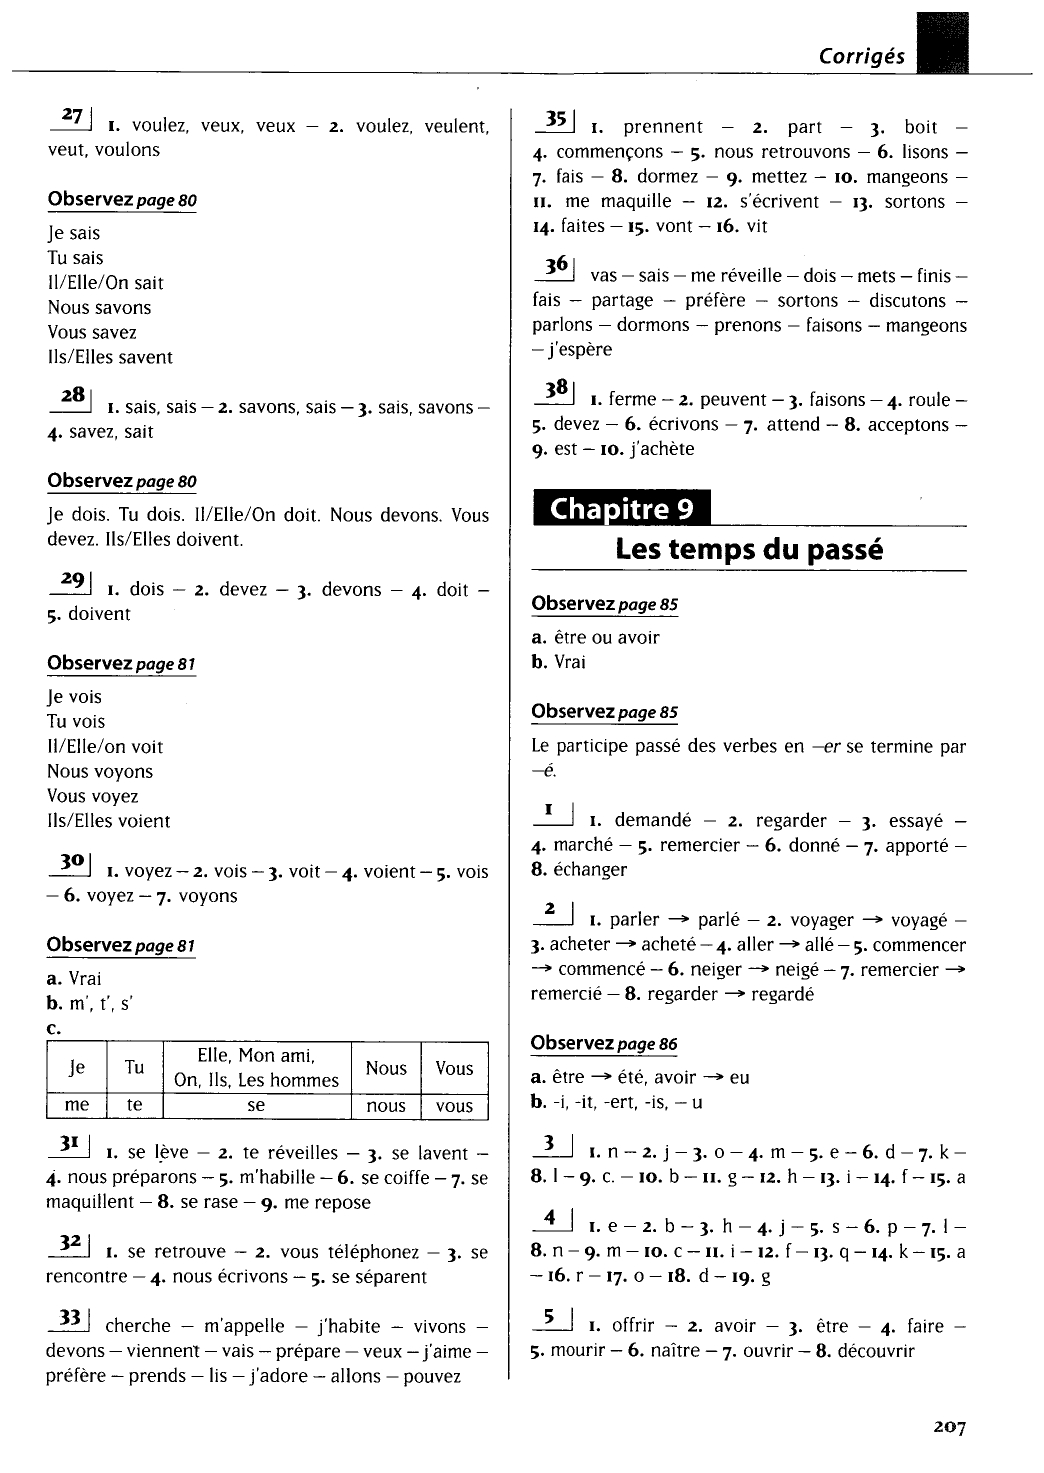 Corrigés
27 1. voulez, veux, veux – 2. voulez, veulent,
veut, voulons
Observez page 80
Je sais
Tu sais
Il/Elle/On sait
Nous savons
Vous savez
Ils/Elles savent
28 1. sais, sais – 2. savons, sais – 3. sais, savons –
4. savez, sait
Observez page 80
Je dois. Tu dois. Il/Elle/On doit. Nous devons. Vous
devez. Ils/Elles doivent.
29 1. dois – 2. devez – 3. devons – 4. doit –
5. doivent
Observez page 81
Je vois
Tu vois
Il/Elle/on voit
Nous voyons
Vous voyez
Ils/Elles voient
30 1. voyez – 2. vois – 3. voit – 4. voient – 5. vois
– 6. voyez – 7. voyons
Observez page 81
a. Vrai
b. m', t', s'
c.
Je Tu Elle, Mon ami, On, Ils, Les hommes Nous Vous
me te se nous vous
31 1. se lève – 2. te réveilles – 3. se lavent –
4. nous préparons – 5. m'habille – 6. se coiffe – 7. se
maquillent – 8. se rase – 9. me repose
32 1. se retrouve – 2. vous téléphonez – 3. se
rencontre – 4. nous écrivons – 5. se séparent
33 cherche – m'appelle – j'habite – vivons –
devons – viennent – vais – prépare – veux – j'aime –
préfère – prends – lis – j'adore – allons – pouvez
35 1. prennent – 2. part – 3. boit –
4. commençons – 5. nous retrouvons – 6. lisons –
7. fais – 8. dormez – 9. mettez – 10. mangeons –
11. me maquille – 12. s'écrivent – 13. sortons –
14. faites – 15. vont – 16. vit
36 vas – sais – me réveille – dois – mets – finis –
fais – partage – préfère – sortons – discutons –
parlons – dormons – prenons – faisons – mangeons
– j'espère
38 1. ferme – 2. peuvent – 3. faisons – 4. roule –
5. devez – 6. écrivons – 7. attend – 8. acceptons –
9. est – 10. j'achète
Chapitre 9
Les temps du passé
Observez page 85
a. être ou avoir
b. Vrai
Observez page 85
Le participe passé des verbes en –er se termine par
–é.
1 1. demandé – 2. regarder – 3. essayé –
4. marché – 5. remercier – 6. donné – 7. apporté –
8. échanger
2 1. parler → parlé – 2. voyager → voyagé –
3. acheter → acheté – 4. aller → allé – 5. commencer
→ commencé – 6. neiger → neigé – 7. remercier →
remercié – 8. regarder → regardé
Observez page 86
a. être → été, avoir → eu
b. -i, -it, -ert, -is, – u
3 1. n – 2. j – 3. o – 4. m – 5. e – 6. d – 7. k –
8. l – 9. c. – 10. b – 11. g – 12. h – 13. i – 14. f – 15. a
4 1. e – 2. b – 3. h – 4. j – 5. s – 6. p – 7. l –
8. n – 9. m – 10. c – 11. i – 12. f – 13. q – 14. k – 15. a
– 16. r – 17. o – 18. d – 19. g
5 1. offrir – 2. avoir – 3. être – 4. faire –
5. mourir – 6. naître – 7. ouvrir – 8. découvrir
207